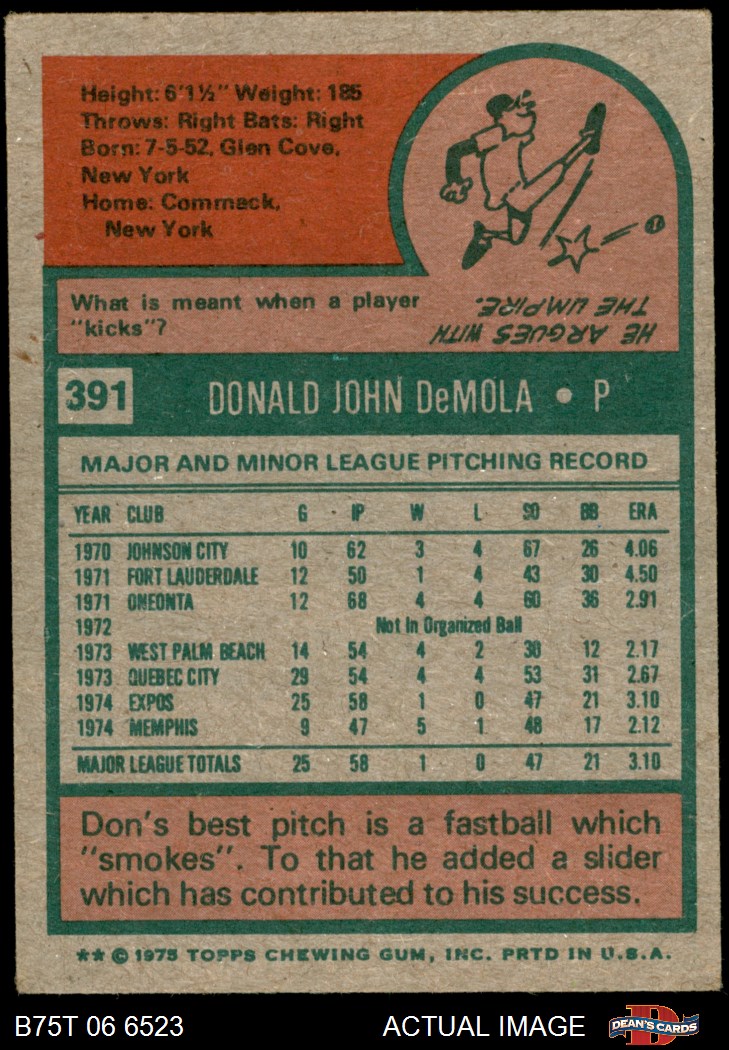 Height: 6'1½" Weight: 185
Throws: Right Bats: Right
Born: 7-5-52, Glen Cove,
New York
Home: Commack,
New York
What is meant when a player
"kicks"?
HE ARGUES WITH
THE UMPIRE.
391 DONALD JOHN DeMOLA • P
MAJOR AND MINOR LEAGUE PITCHING RECORD
YEAR CLUB G IP W L SO BB ERA
1970 JOHNSON CITY 10 62 3 4 67 26 4.06
1971 FORT LAUDERDALE 12 50 1 4 43 30 4.50
1971 ONEONTA 12 68 4 4 60 36 2.91
1972 Not In Organized Ball
1973 WEST PALM BEACH 14 54 4 2 30 12 2.17
1973 QUEBEC CITY 29 54 4 4 53 31 2.67
1974 EXPOS 25 58 1 0 47 21 3.10
1974 MEMPHIS 9 47 5 1 48 17 2.12
MAJOR LEAGUE TOTALS 25 58 1 0 47 21 3.10
Don's best pitch is a fastball which
"smokes". To that he added a slider
which has contributed to his success.
** © 1975 TOPPS CHEWING GUM, INC. PRTD IN U.S.A.
B75T 06 6523 ACTUAL IMAGE D DEAN'S CARDS